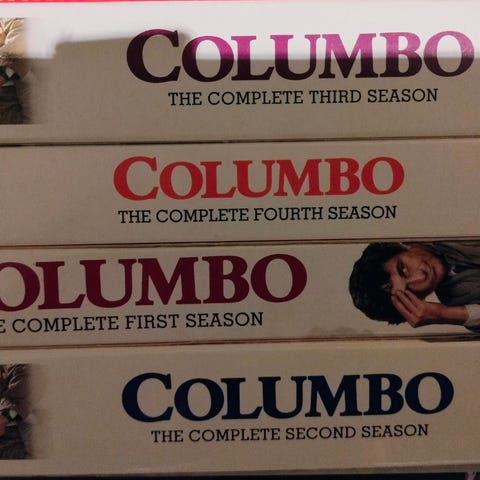 COLUMBO
THE COMPLETE THIRD SEASON
COLUMBO
THE COMPLETE FOURTH SEASON
OLUMBO
E COMPLETE FIRST SEASON
COLUMBO
THE COMPLETE SECOND SEASON